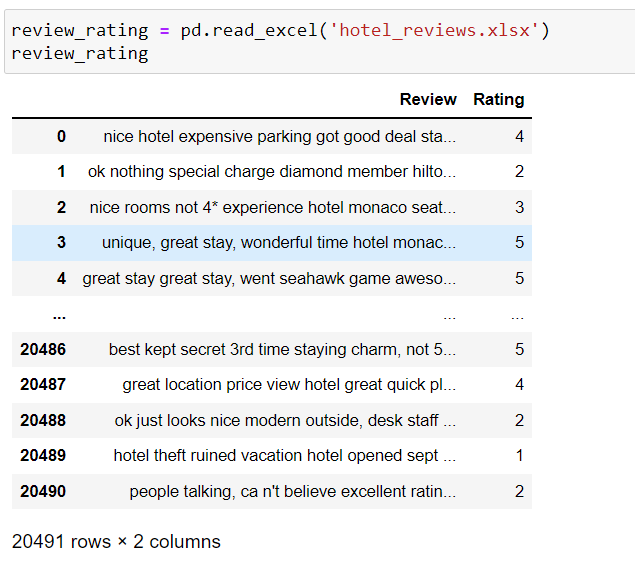 review_rating = pd.read_excel('hotel_reviews.xlsx')
review_rating
Review Rating
0 nice hotel expensive parking got good deal sta... 4
1 ok nothing special charge diamond member hilto... 2
2 nice rooms not 4* experience hotel monaco seat... 3
3 unique, great stay, wonderful time hotel monac... 5
4 great stay great stay, went seahawk game aweso... 5
... ... ...
20486 best kept secret 3rd time staying charm, not 5... 5
20487 great location price view hotel great quick pl... 4
20488 ok just looks nice modern outside, desk staff ... 2
20489 hotel theft ruined vacation hotel opened sept ... 1
20490 people talking, ca n't believe excellent ratin... 2
20491 rows × 2 columns